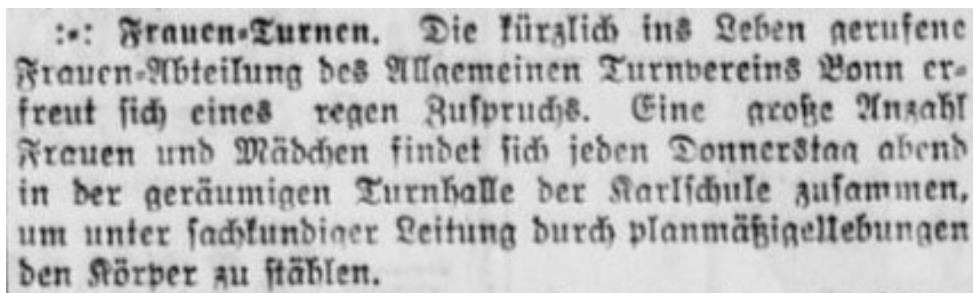 :•: Frauen-Turnen. Die kürzlich ins Leben gerufene
Frauen-Abteilung des Allgemeinen Turnvereins Bonn er-
freut sich eines regen Zuspruchs. Eine große Anzahl
Frauen und Mädchen findet sich jeden Donnerstag abend
in der geräumigen Turnhalle der Karlschule zusammen,
um unter sachkundiger Leitung durch planmäßigeUebungen
den Körper zu stählen.